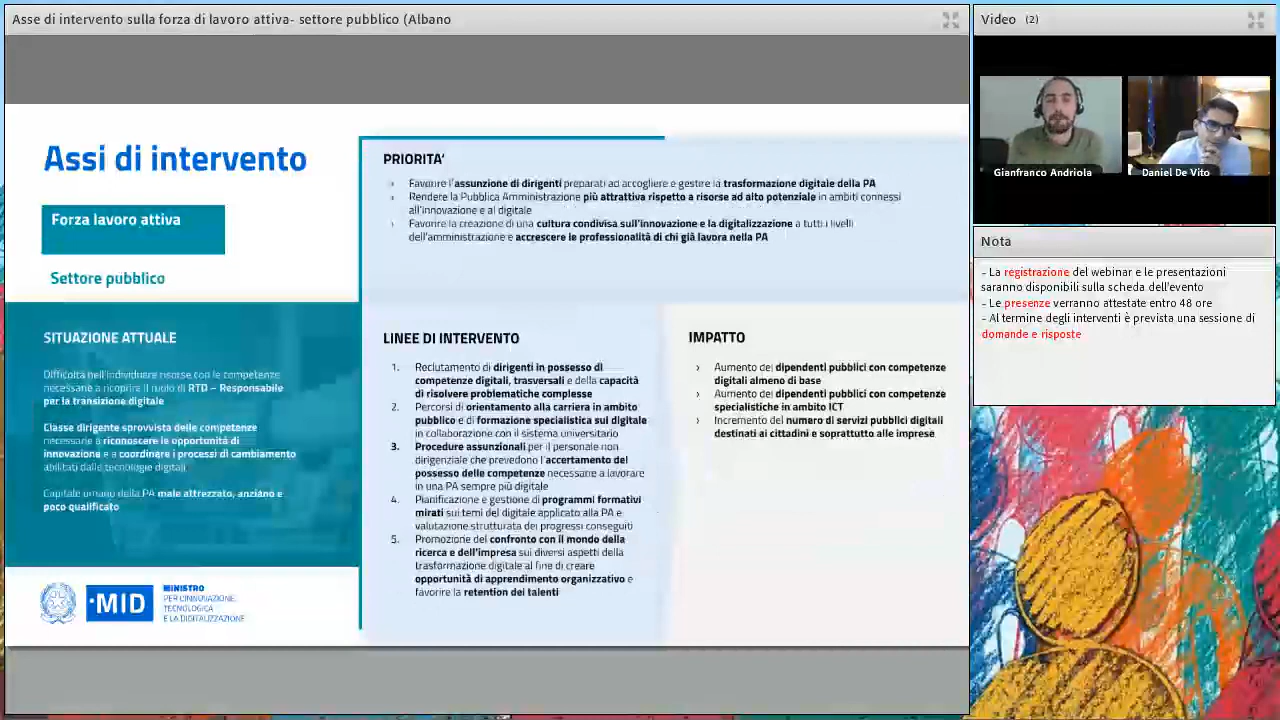 Asse di intervento sulla forza di lavoro attiva- settore pubblico (Albano
Assi di intervento
Forza lavoro attiva
Settore pubblico
PRIORITA'
› Favorire l'assunzione di dirigenti preparati ad accogliere e gestire la trasformazione digitale della PA
› Rendere la Pubblica Amministrazione più attrattiva rispetto a risorse ad alto potenziale in ambiti connessi
all'innovazione e al digitale
› Favorire la creazione di una cultura condivisa sull'innovazione e la digitalizzazione a tutti i livelli
dell'amministrazione e accrescere le professionalità di chi già lavora nella PA
SITUAZIONE ATTUALE
Difficoltà nell'individuare risorse con le competenze
necessarie a ricoprire il ruolo di RTD – Responsabile
per la transizione digitale
Classe dirigente sprovvista delle competenze
necessarie a riconoscere le opportunità di
innovazione e a coordinare i processi di cambiamento
abilitati dalle tecnologie digitali
Capitale umano della PA male attrezzato, anziano e
poco qualificato
LINEE DI INTERVENTO
1. Reclutamento di dirigenti in possesso di
competenze digitali, trasversali e della capacità
di risolvere problematiche complesse
2. Percorsi di orientamento alla carriera in ambito
pubblico e di formazione specialistica sul digitale
in collaborazione con il sistema universitario
3. Procedure assunzionali per il personale non
dirigenziale che prevedono l'accertamento del
possesso delle competenze necessarie a lavorare
in una PA sempre più digitale
4. Pianificazione e gestione di programmi formativi
mirati sui temi del digitale applicato alla PA e
valutazione strutturata dei progressi conseguiti
5. Promozione del confronto con il mondo della
ricerca e dell'impresa sui diversi aspetti della
trasformazione digitale al fine di creare
opportunità di apprendimento organizzativo e
favorire la retention dei talenti
IMPATTO
› Aumento dei dipendenti pubblici con competenze
digitali almeno di base
› Aumento dei dipendenti pubblici con competenze
specialistiche in ambito ICT
› Incremento del numero di servizi pubblici digitali
destinati ai cittadini e soprattutto alle imprese
MID
MINISTRO
PER L'INNOVAZIONE
TECNOLOGICA
E LA DIGITALIZZAZIONE
Video (2)
Gianfranco Andriola
Daniel De Vito
Nota
- La registrazione del webinar e le presentazioni
saranno disponibili sulla scheda dell'evento
- Le presenze verranno attestate entro 48 ore
- Al termine degli interventi è prevista una sessione di
domande e risposte